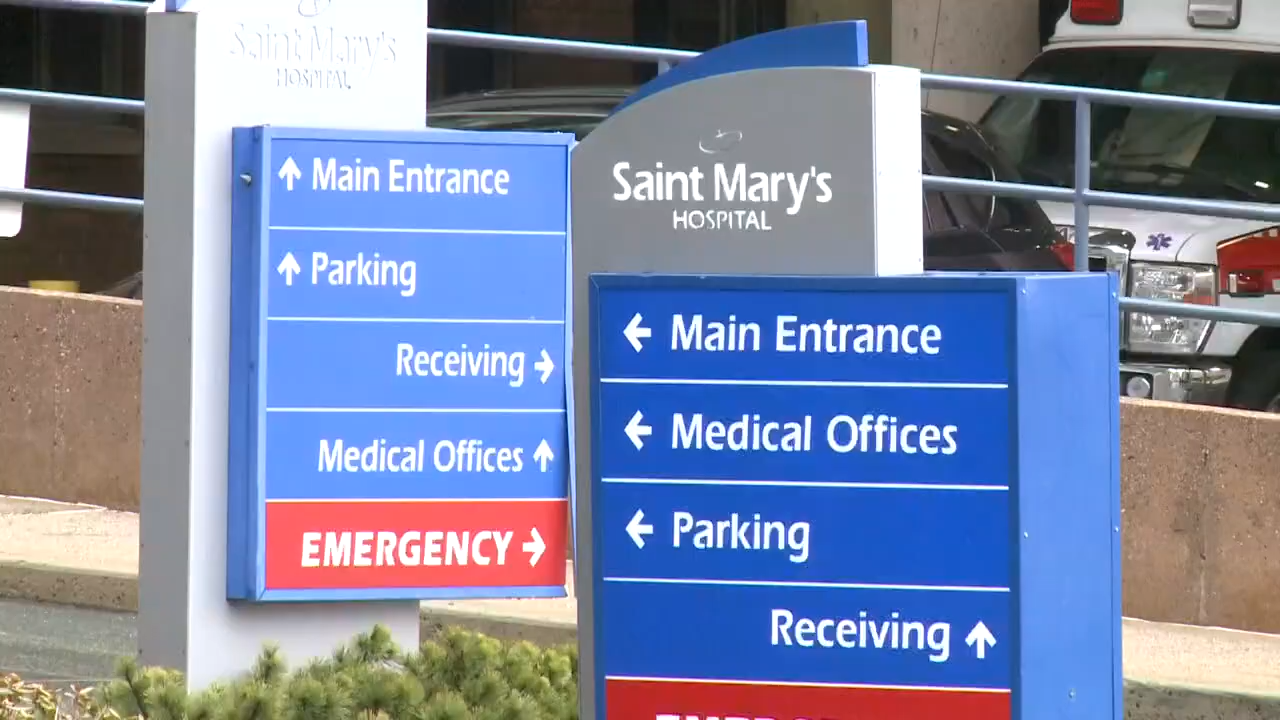 Saint Mary's
HOSPITAL
↑ Main Entrance
↑ Parking
Receiving →
Medical Offices ↑
EMERGENCY →
Saint Mary's
HOSPITAL
← Main Entrance
← Medical Offices
← Parking
Receiving ↑